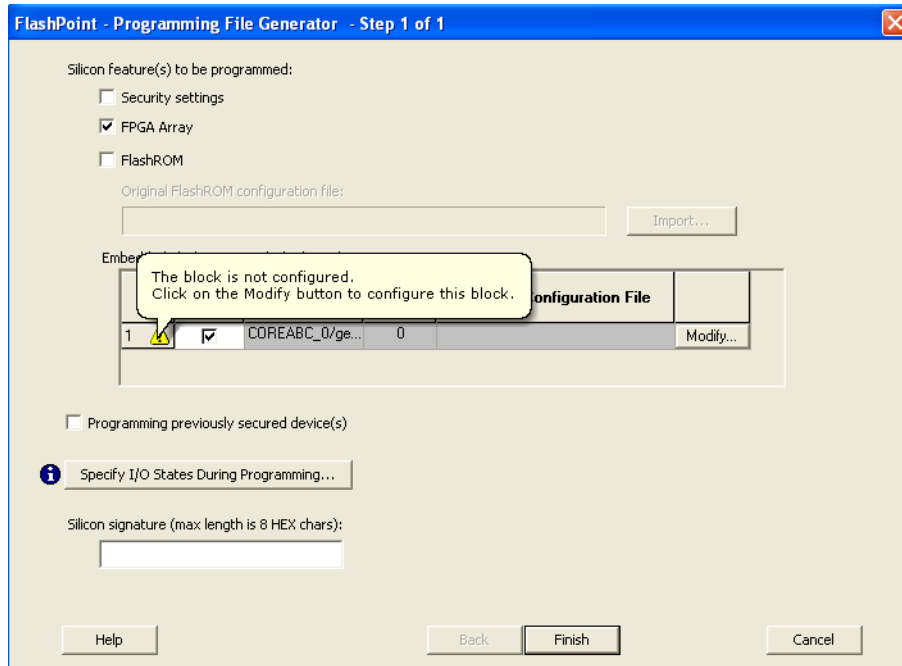 FlashPoint - Programming File Generator - Step 1 of 1
Silicon feature(s) to be programmed:
Security settings
FPGA Array
FlashROM
Original FlashROM configuration file:
Import...
The block is not configured.
Click on the Modify button to configure this block.
Configuration File
1 COREABC_0/ge... 0 Modify...
Programming previously secured device(s)
Specify I/O States During Programming...
Silicon signature (max length is 8 HEX chars):
Help Back Finish Cancel